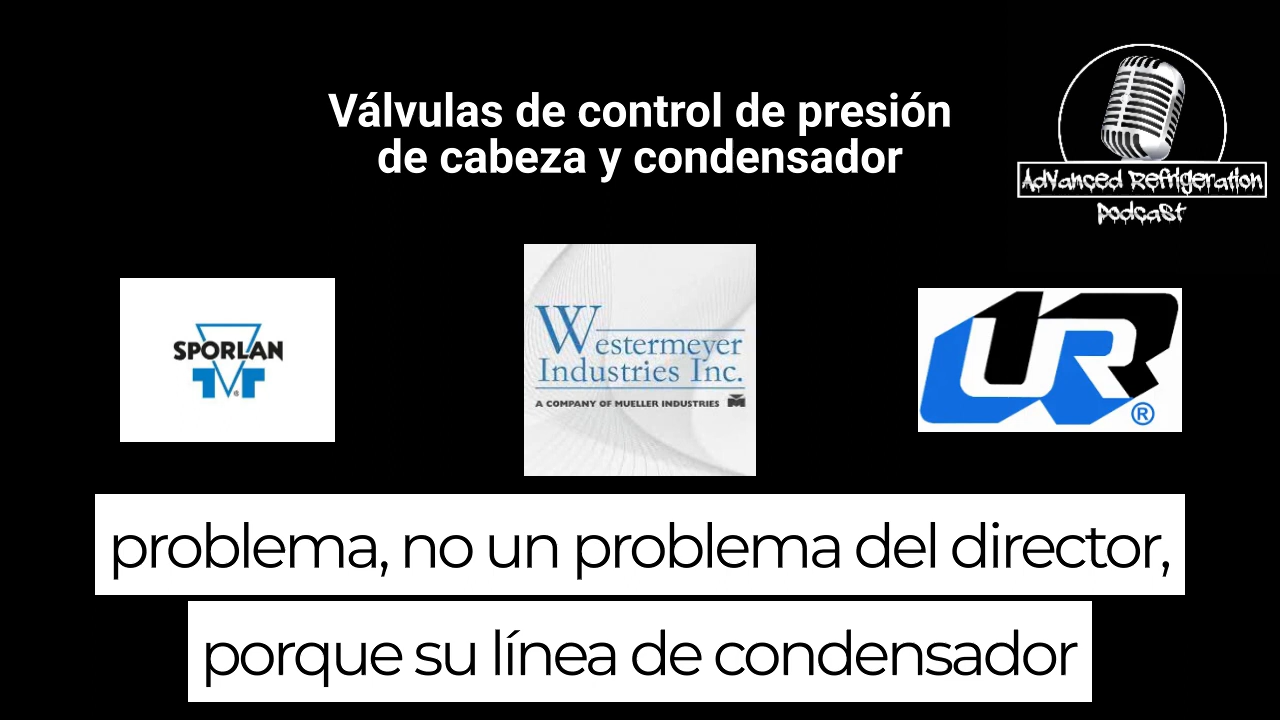 Válvulas de control de presión
de cabeza y condensador
Advanced Refrigeration
Podcast
SPORLAN
Westermeyer
Industries Inc.
A COMPANY OF MUELLER INDUSTRIES
UR
®
problema, no un problema del director,
porque su línea de condensador